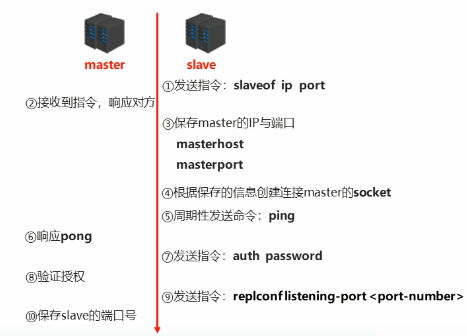 master
slave
①发送指令：slaveof ip port
②接收到指令，响应对方
③保存master的IP与端口
masterhost
masterport
④根据保存的信息创建连接master的socket
⑤周期性发送命令：ping
⑥响应pong
⑦发送指令：auth password
⑧验证授权
⑨发送指令：replconf listening-port <port-number>
⑩保存slave的端口号